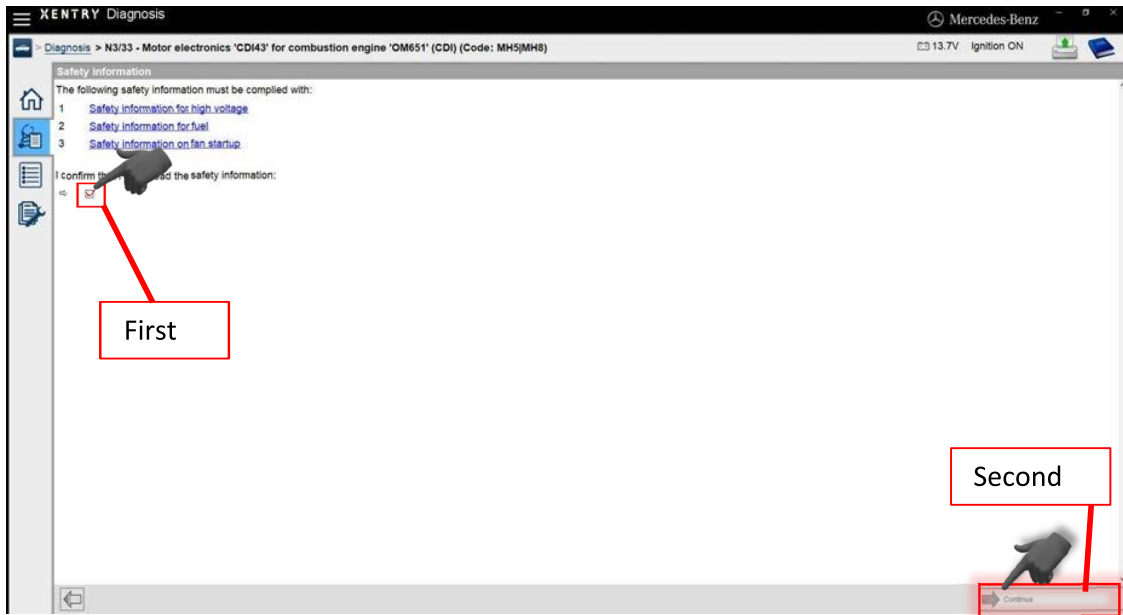 XENTRY Diagnosis
Mercedes-Benz
> Diagnosis > N3/33 - Motor electronics 'CDI43' for combustion engine 'OM651' (CDI) (Code: MH5|MH8)
13.7V Ignition ON
Safety information
The following safety information must be complied with:
1 Safety information for high voltage
2 Safety information for fuel
3 Safety information on fan startup
I confirm the safety information:
First
Second
Continue